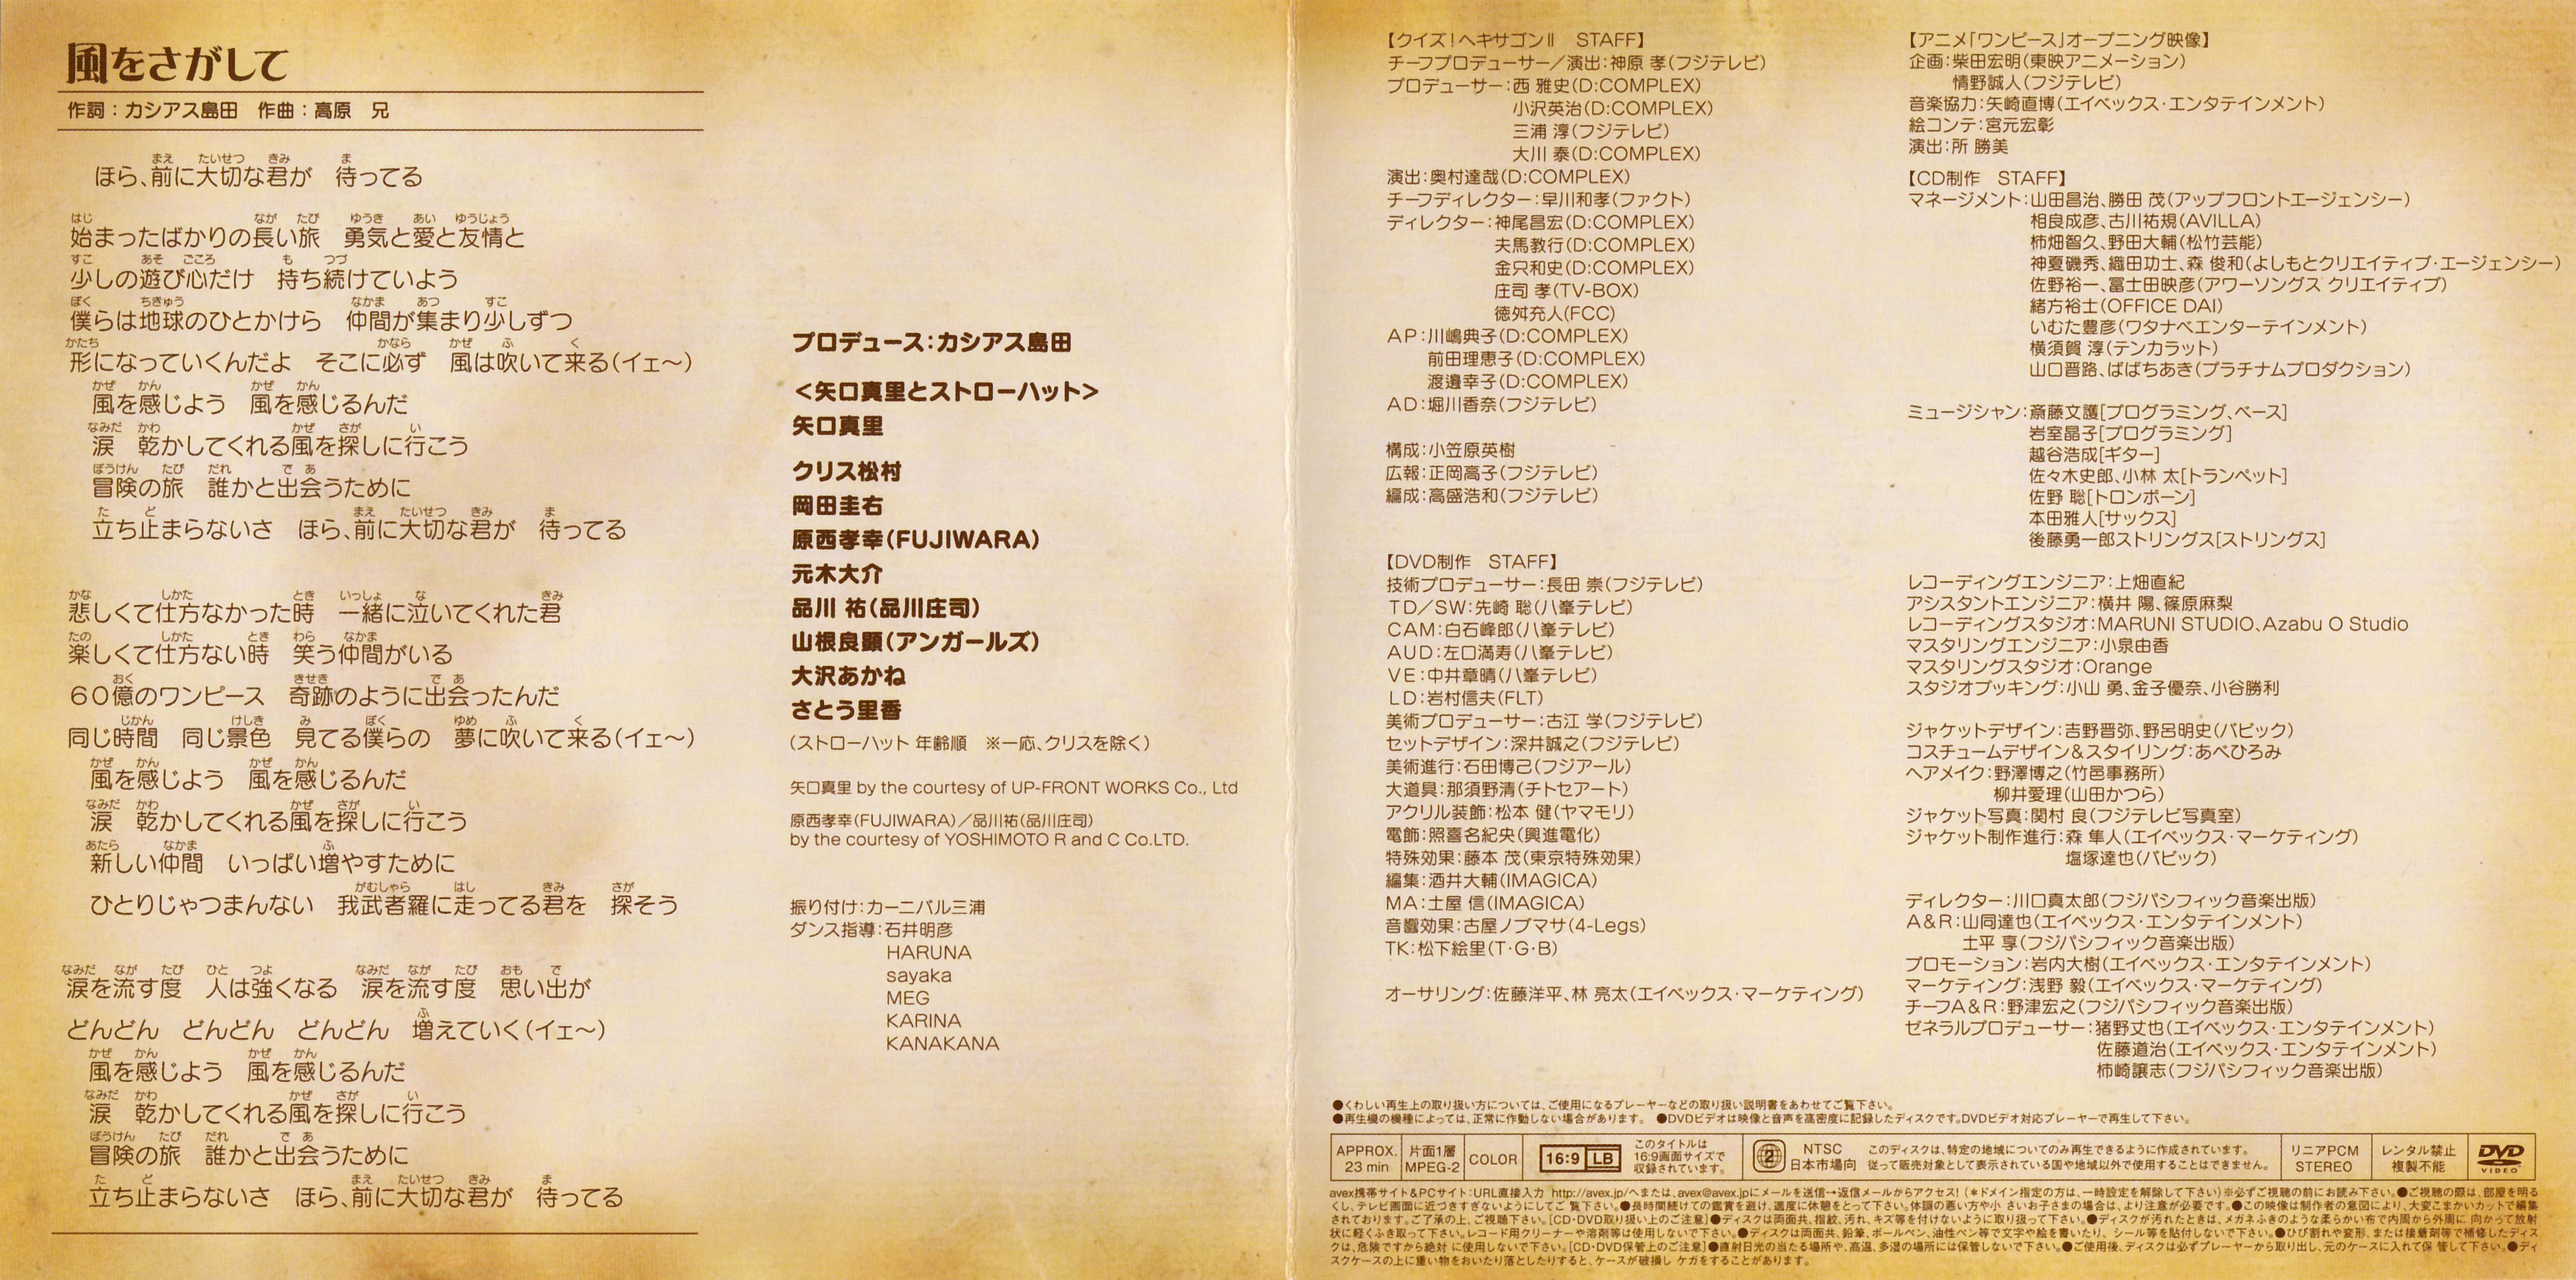 風をさがして
作詞：カシアス島田　作曲：高原　兄
ほら、前に大切な君が　待ってる
始まったばかりの長い旅　勇気と愛と友情と
少しの遊び心だけ　持ち続けていよう
僕らは地球のひとかけら　仲間が集まり少しずつ
形になっていくんだよ　そこに必ず　風は吹いて来る（イェ〜）
風を感じよう　風を感じるんだ
涙　乾かしてくれる風を探しに行こう
冒険の旅　誰かと出会うために
立ち止まらないさ　ほら、前に大切な君が　待ってる
悲しくて仕方なかった時　一緒に泣いてくれた君
楽しくて仕方ない時　笑う仲間がいる
６０億のワンピース　奇跡のように出会ったんだ
同じ時間　同じ景色　見てる僕らの　夢に吹いて来る（イェ〜）
風を感じよう　風を感じるんだ
涙　乾かしてくれる風を探しに行こう
新しい仲間　いっぱい増やすために
ひとりじゃつまんない　我武者羅に走ってる君を　探そう
涙を流す度　人は強くなる　涙を流す度　思い出が
どんどん　どんどん　どんどん　増えていく（イェ〜）
風を感じよう　風を感じるんだ
涙　乾かしてくれる風を探しに行こう
冒険の旅　誰かと出会うために
立ち止まらないさ　ほら、前に大切な君が　待ってる
プロデュース：カシアス島田
＜矢口真里とストローハット＞
矢口真里
クリス松村
岡田圭右
原西孝幸（FUJIWARA）
元木大介
品川 祐（品川庄司）
山根良顕（アンガールズ）
大沢あかね
さとう里香
（ストローハット 年齢順　※一応、クリスを除く）
矢口真里 by the courtesy of UP-FRONT WORKS Co., Ltd
原西孝幸（FUJIWARA）／品川祐（品川庄司）
by the courtesy of YOSHIMOTO R and C Co.LTD.
振り付け：カーニバル三浦
ダンス指導：石井明彦
HARUNA
sayaka
MEG
KARINA
KANAKANA
【クイズ！ヘキサゴンⅡ　STAFF】
チーフプロデューサー／演出：神原 孝（フジテレビ）
プロデューサー：西 雅史（D:COMPLEX）
小沢英治（D:COMPLEX）
三浦 淳（フジテレビ）
大川 泰（D:COMPLEX）
演出：奥村達哉（D:COMPLEX）
チーフディレクター：早川和孝（ファクト）
ディレクター：神尾昌宏（D:COMPLEX）
夫馬教行（D:COMPLEX）
金只和史（D:COMPLEX）
庄司 孝（TV-BOX）
徳舛充人（FCC）
AP：川嶋典子（D:COMPLEX）
前田理恵子（D:COMPLEX）
渡邉幸子（D:COMPLEX）
AD：堀川香奈（フジテレビ）
構成：小笠原英樹
広報：正岡高子（フジテレビ）
編成：高盛浩和（フジテレビ）
【DVD制作　STAFF】
技術プロデューサー：長田 崇（フジテレビ）
TD／SW：先崎 聡（八峯テレビ）
CAM：白石峰郎（八峯テレビ）
AUD：左口満寿（八峯テレビ）
VE：中井章晴（八峯テレビ）
LD：岩村信夫（FLT）
美術プロデューサー：古江 学（フジテレビ）
セットデザイン：深井誠之（フジテレビ）
美術進行：石田博己（フジアール）
大道具：那須野清（チトセアート）
アクリル装飾：松本 健（ヤマモリ）
電飾：照喜名紀央（興進電化）
特殊効果：藤本 茂（東京特殊効果）
編集：酒井大輔（IMAGICA）
MA：土屋 信（IMAGICA）
音響効果：古屋ノブマサ（4-Legs）
TK：松下絵里（T・G・B）
オーサリング：佐藤洋平、林 亮太（エイベックス・マーケティング）
【アニメ「ワンピース」オープニング映像】
企画：柴田宏明（東映アニメーション）
情野誠人（フジテレビ）
音楽協力：矢崎直博（エイベックス・エンタテインメント）
絵コンテ：宮元宏彰
演出：所 勝美
【CD制作　STAFF】
マネージメント：山田昌治、勝田 茂（アップフロントエージェンシー）
相良成彦、古川祐規（AVILLA）
柿畑智久、野田大輔（松竹芸能）
神夏磯秀、織田功士、森 俊和（よしもとクリエイティブ・エージェンシー）
佐野裕一、冨士田映彦（アワーソングス クリエイティブ）
緒方裕士（OFFICE DAI）
いむた豊彦（ワタナベエンターテインメント）
横須賀 淳（テンカラット）
山口晋路、ばばちあき（プラチナムプロダクション）
ミュージシャン：斎藤文護［プログラミング、ベース］
岩室晶子［プログラミング］
越谷浩成［ギター］
佐々木史郎、小林 太［トランペット］
佐野 聡［トロンボーン］
本田雅人［サックス］
後藤勇一郎ストリングス［ストリングス］
レコーディングエンジニア：上畑直紀
アシスタントエンジニア：横井 陽、篠原麻梨
レコーディングスタジオ：MARUNI STUDIO、Azabu O Studio
マスタリングエンジニア：小泉由香
マスタリングスタジオ：Orange
スタジオブッキング：小山 勇、金子優奈、小谷勝利
ジャケットデザイン：吉野晋弥、野呂明史（バビック）
コスチュームデザイン＆スタイリング：あべひろみ
ヘアメイク：野澤博之（竹邑事務所）
柳井愛理（山田かつら）
ジャケット写真：関村 良（フジテレビ写真室）
ジャケット制作進行：森 隼人（エイベックス・マーケティング）
塩塚達也（バビック）
ディレクター：川口真太郎（フジパシフィック音楽出版）
A＆R：山同達也（エイベックス・エンタテインメント）
土平 享（フジパシフィック音楽出版）
プロモーション：岩内大樹（エイベックス・エンタテインメント）
マーケティング：浅野 毅（エイベックス・マーケティング）
チーフA＆R：野津宏之（フジパシフィック音楽出版）
ゼネラルプロデューサー：猪野丈也（エイベックス・エンタテインメント）
佐藤道治（エイベックス・エンタテインメント）
柿崎譲志（フジパシフィック音楽出版）
●くわしい再生上の取り扱い方については、ご使用になるプレーヤーなどの取り扱い説明書をあわせてご覧下さい。
●再生機の機種によっては、正常に作動しない場合があります。　●DVDビデオは映像と音声を高密度に記録したディスクです。DVDビデオ対応プレーヤーで再生して下さい。
APPROX. 23 min
片面1層 MPEG-2
COLOR
16:9 LB
このタイトルは16:9画面サイズで収録されています。
2
NTSC 日本市場向
このディスクは、特定の地域についてのみ再生できるように作成されています。
従って販売対象として表示されている国や地域以外で使用することはできません。
リニアPCM STEREO
レンタル禁止 複製不能
DVD VIDEO
avex携帯サイト＆PCサイト：URL直接入力　http://avex.jp/へまたは、avex@avex.jpにメールを送信→返信メールからアクセス！（＊ドメイン指定の方は、一時設定を解除して下さい）※必ずご視聴の前にお読み下さい。●ご視聴の際は、部屋を明る
くし、テレビ画面に近づきすぎないようにしてご 覧下さい。●長時間続けての鑑賞を避け、適度に休憩をとって下さい。体調の悪い方や小 さいお子さまの場合は、より注意が必要です。●この映像は制作者の意図により、大変こまかいカットで編集
されております。ご了承の上、ご視聴下さい。［CD・DVD取り扱い上のご注意］●ディスクは両面共、指紋、汚れ、キズ等を付けないように取り扱って下さい。●ディスクが汚れたときは、メガネふきのような柔らかい布で内周から外周に 向かって放射
状に軽くふき取って下さい。レコード用クリーナーや溶剤等は使用しないで下さい。●ディスクは両面共、鉛筆、ボールペン、油性ペン等で文字や絵を書いたり、シール等を貼付しないで下さい。●ひび割れや変形、または接着剤等で補修したディス
クは、危険ですから絶対 に使用しないで下さい。［CD・DVD保管上のご注意］●直射日光の当たる場所や、高温、多湿の場所には保管しないで下さい。●ご使用後、ディスクは必ずプレーヤーから取り出し、元のケースに入れて保 管して下さい。●ディ
スクケースの上に重い物をおいたり落としたりすると、ケースが破損し ケガをすることがあります。